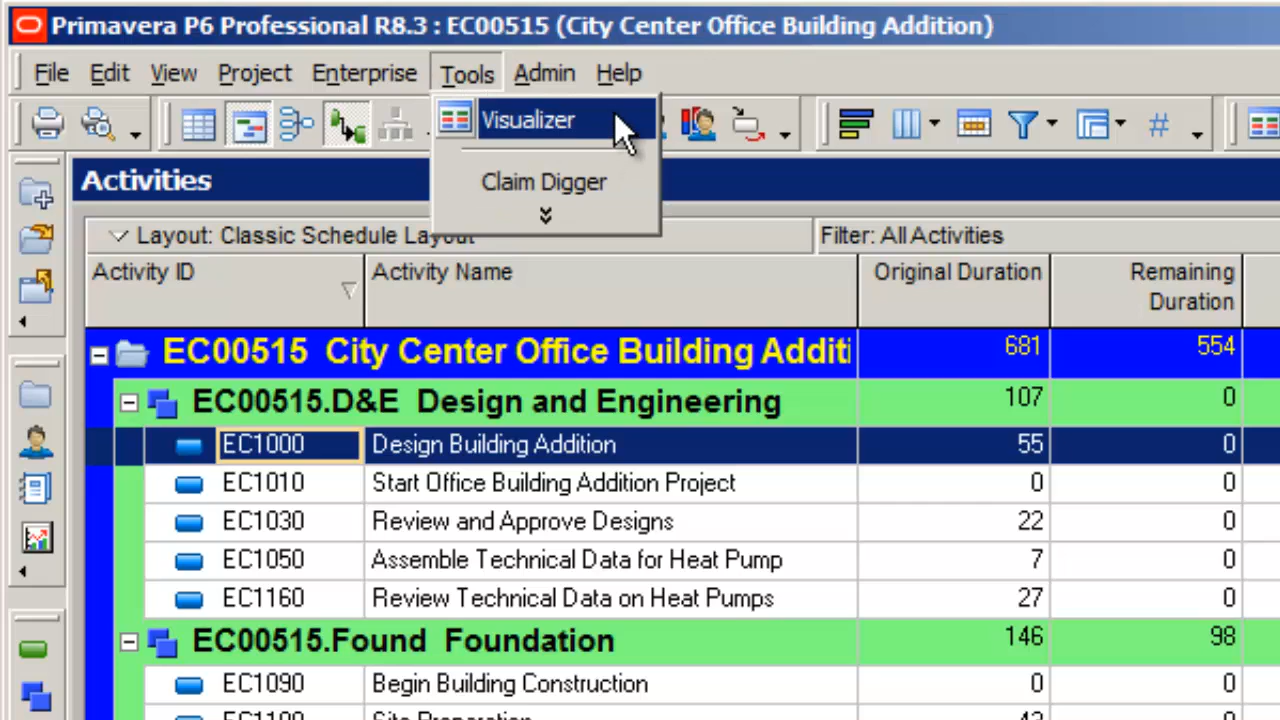 Primavera P6 Professional R8.3 : EC00515 (City Center Office Building Addition)
File Edit View Project Enterprise Tools Admin Help
Visualizer
Claim Digger
Activities
Layout: Classic Schedule Layout Filter: All Activities
Activity ID Activity Name Original Duration Remaining Duration
EC00515 City Center Office Building Additi 681 554
EC00515.D&E Design and Engineering 107 0
EC1000 Design Building Addition 55 0
EC1010 Start Office Building Addition Project 0 0
EC1030 Review and Approve Designs 22 0
EC1050 Assemble Technical Data for Heat Pump 7 0
EC1160 Review Technical Data on Heat Pumps 27 0
EC00515.Found Foundation 146 98
EC1090 Begin Building Construction 0 0
Site Preparation